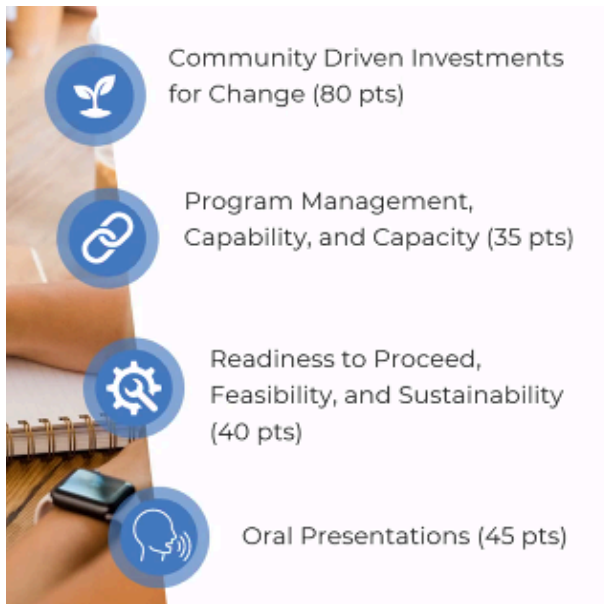 Community Driven Investments
for Change (80 pts)
Program Management,
Capability, and Capacity (35 pts)
Readiness to Proceed,
Feasibility, and Sustainability
(40 pts)
Oral Presentations (45 pts)